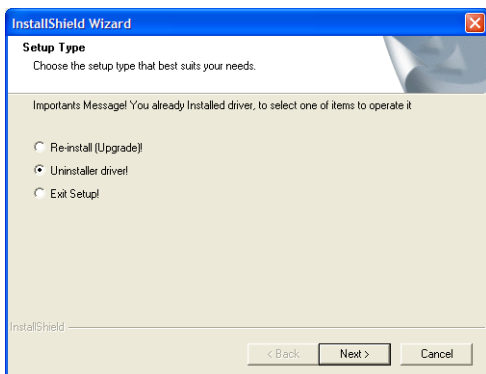 InstallShield Wizard
Setup Type
Choose the setup type that best suits your needs.
Importants Message! You already Installed driver, to select one of items to operate it
Re-install (Upgrade)!
Uninstaller driver!
Exit Setup!
InstallShield
< Back Next > Cancel